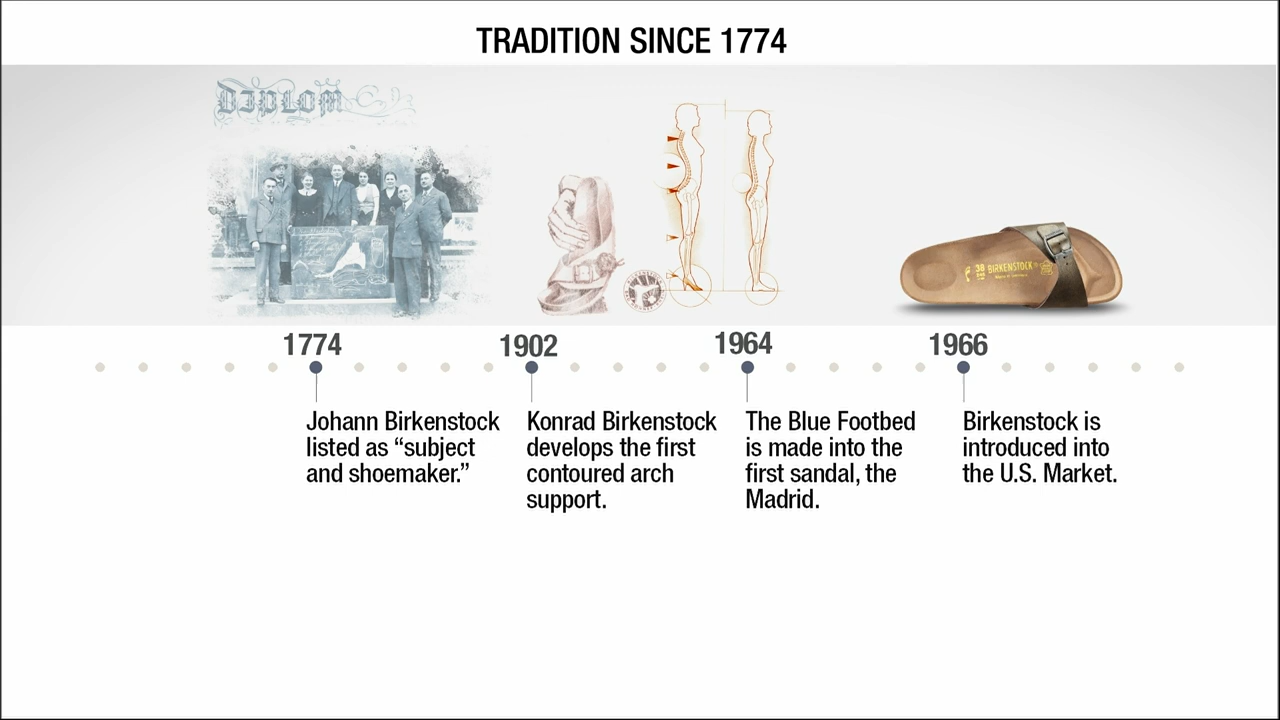 TRADITION SINCE 1774
Diplom
38
BIRKENSTOCK
1774
1902
1964
1966
Johann Birkenstock
listed as “subject
and shoemaker.”
Konrad Birkenstock
develops the first
contoured arch
support.
The Blue Footbed
is made into the
first sandal, the
Madrid.
Birkenstock is
introduced into
the U.S. Market.